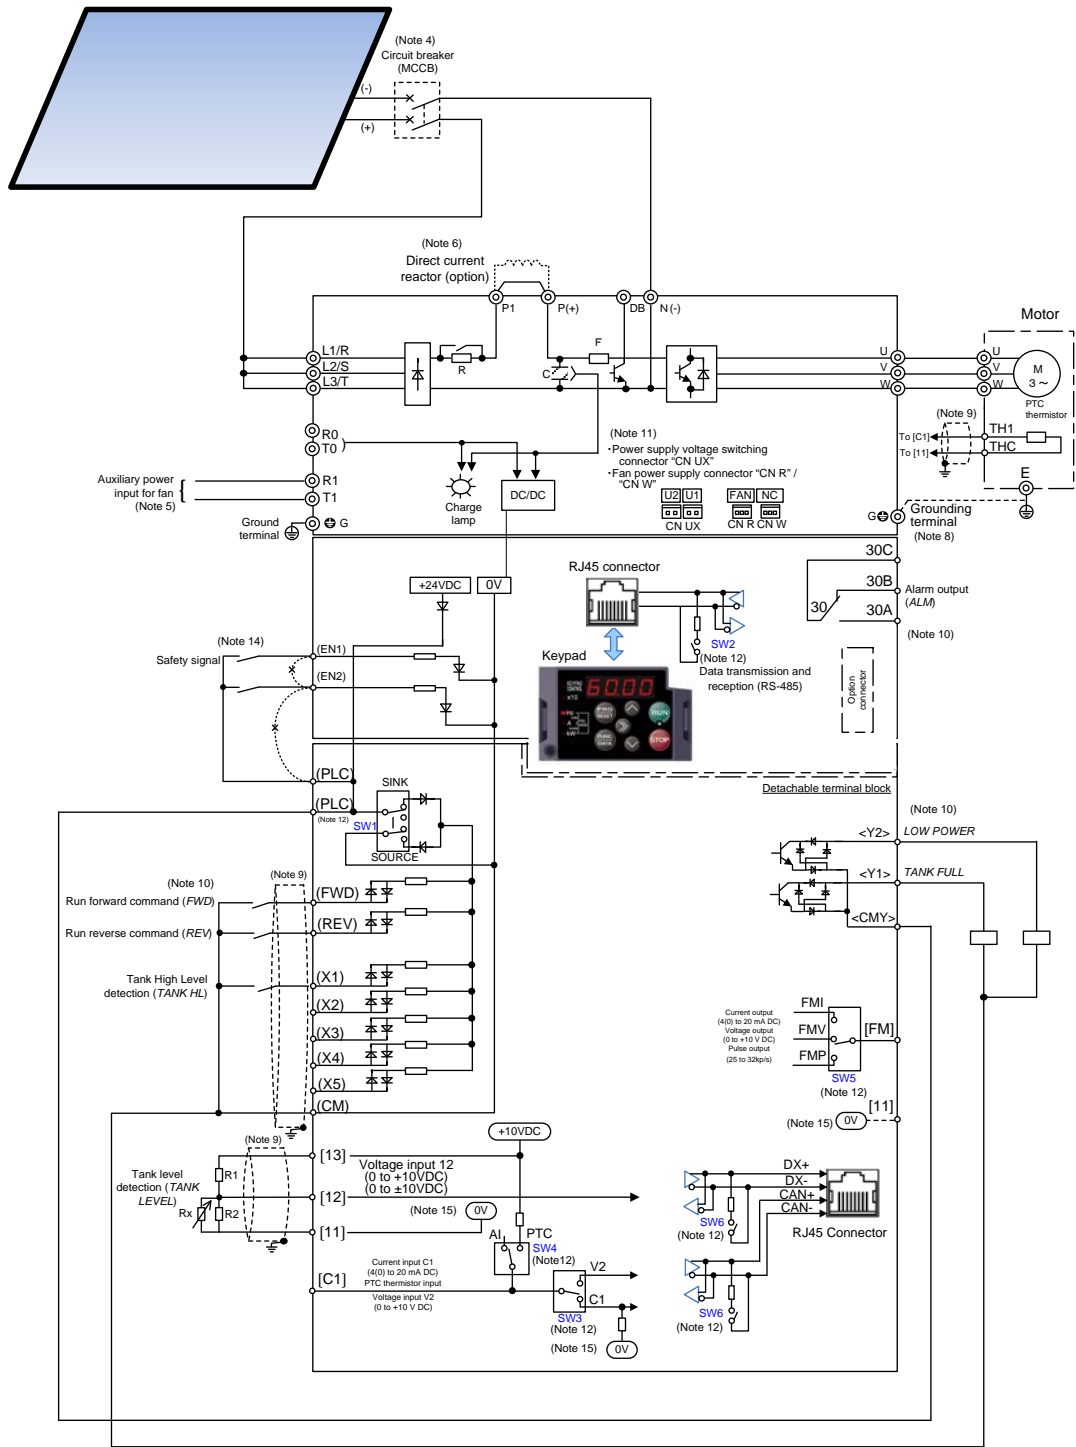 (Note 4)
Circuit breaker
(MCCB)
(-)
(+)
(Note 6)
Direct current
reactor (option)
P1
P(+)
DB
N(-)
L1/R
L2/S
L3/T
R
C
F
U
V
W
Motor
U
V
W
M
3 ~
PTC
thermistor
(Note 9)
To [C1]
To [11]
TH1
THC
E
R0
T0
Auxiliary power
input for fan
(Note 5)
R1
T1
Ground
terminal
G
Charge
lamp
DC/DC
(Note 11)
•Power supply voltage switching
connector “CN UX”
•Fan power supply connector “CN R” /
“CN W”
U2 U1
CN UX
FAN NC
CN R CN W
G
Grounding
terminal
(Note 8)
+24VDC
0V
RJ45 connector
Keypad
60.00
RUN
STOP
SW2
(Note 12)
Data transmission and
reception (RS-485)
30C
30B
30
30A
Alarm output
(ALM)
(Note 10)
Option
connector
(Note 14)
Safety signal
(EN1)
(EN2)
(PLC)
(PLC)
(Note 12)
SINK
SW1
SOURCE
Detachable terminal block
(Note 10)
<Y2>
LOW POWER
<Y1>
TANK FULL
<CMY>
(Note 10)
(Note 9)
Run forward command (FWD)
(FWD)
Run reverse command (REV)
(REV)
Tank High Level
detection (TANK HL)
(X1)
(X2)
(X3)
(X4)
(X5)
(CM)
Current output
(4(0) to 20 mA DC)
Voltage output
(0 to +10 V DC)
Pulse output
(25 to 32kp/s)
FMI
FMV
FMP
[FM]
SW5
(Note 12)
[11]
(Note 15)
0V
(Note 9)
+10VDC
[13]
Voltage input 12
(0 to +10VDC)
(0 to ±10VDC)
Tank level
detection (TANK
LEVEL)
R1
Rx
R2
[12]
(Note 15)
0V
[11]
AI
PTC
SW4
(Note12)
[C1]
Current input C1
(4(0) to 20 mA DC)
PTC thermistor input
Voltage input V2
(0 to +10 V DC)
V2
C1
SW3
(Note 12)
(Note 15)
0V
DX+
DX-
CAN+
CAN-
SW6
(Note 12)
RJ45 Connector
SW6
(Note 12)